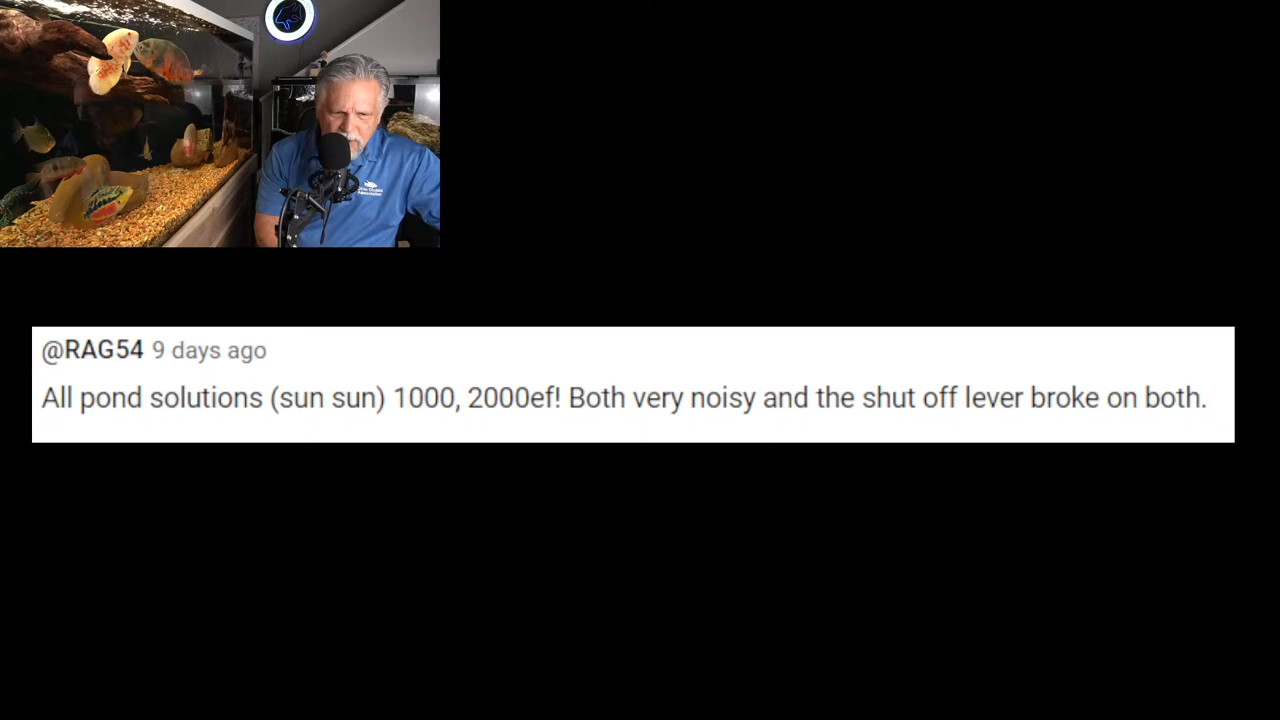 @RAG54 9 days ago
All pond solutions (sun sun) 1000, 2000ef! Both very noisy and the shut off lever broke on both.